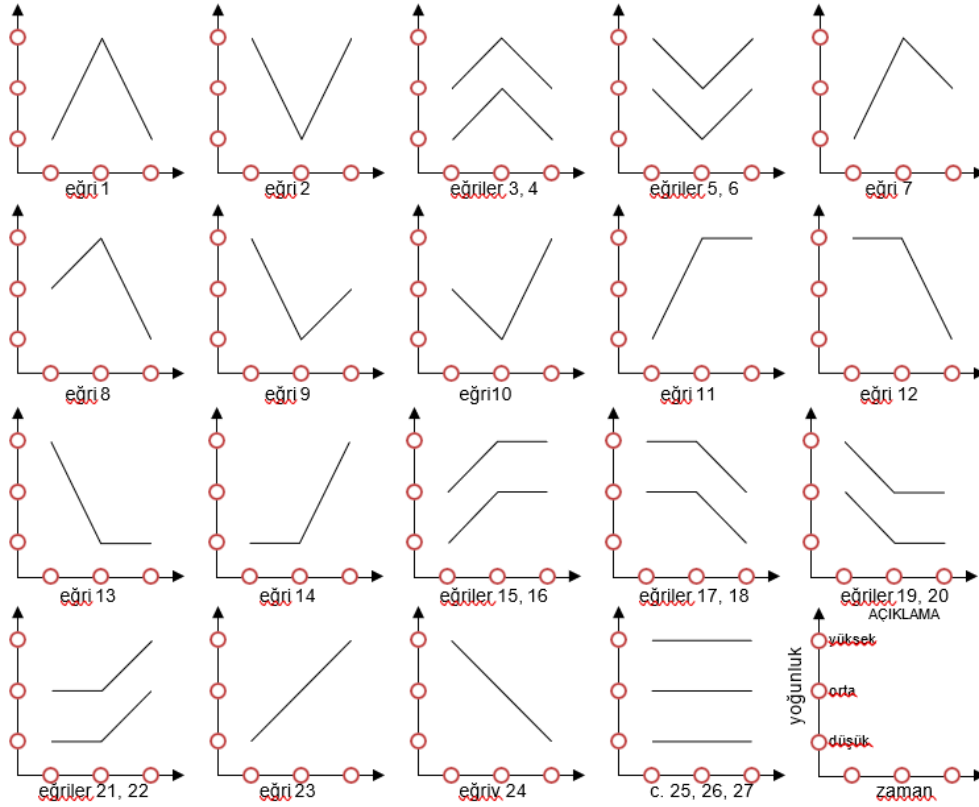 eğri 1
eğri 2
eğriler 3, 4
eğriler 5, 6
eğri 7
eğri 8
eğri 9
eğri10
eğri 11
eğri 12
eğri 13
eğri 14
eğriler 15, 16
eğriler 17, 18
eğriler 19, 20
eğriler 21, 22
eğri 23
eğriv 24
c. 25, 26, 27
AÇIKLAMA
yoğunluk
yüksek
orta
düşük
zaman